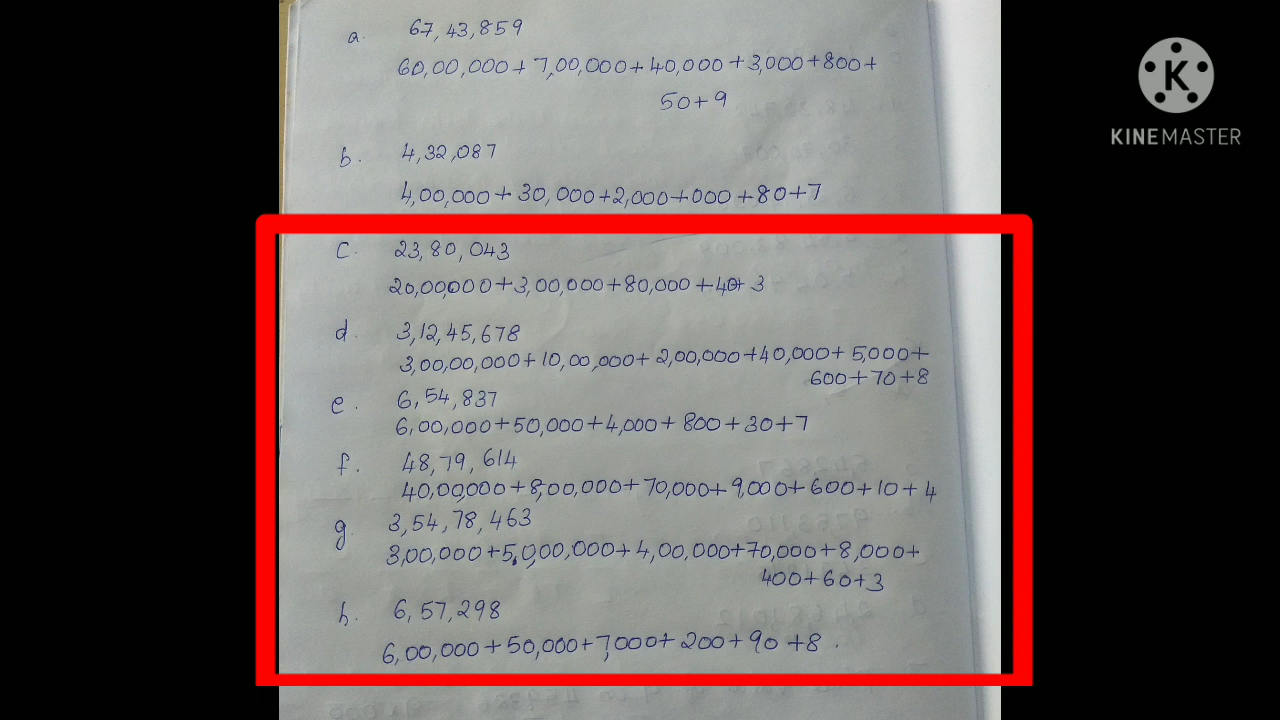 a. 67,43,859
60,00,000+7,00,000+40,000+3,000+800+
50+9
b. 4,32,087
4,00,000+30,000+2,000+000+80+7
C. 23,80,043
20,00,000+3,00,000+80,000+40+3
d. 3,12,45,678
3,00,00,000+10,00,000+2,00,000+40,000+5,000+
600+70+8
e. 6,54,837
6,00,000+50,000+4,000+800+30+7
f. 48,79,614
40,00,000+8,00,000+70,000+9,000+600+10+4
g. 3,54,78,463
3,00,000+5,0,00,000+4,00,000+70,000+8,000+
400+60+3
h. 6,57,298
6,00,000+50,000+7,000+200+90+8.
K
KINEMASTER